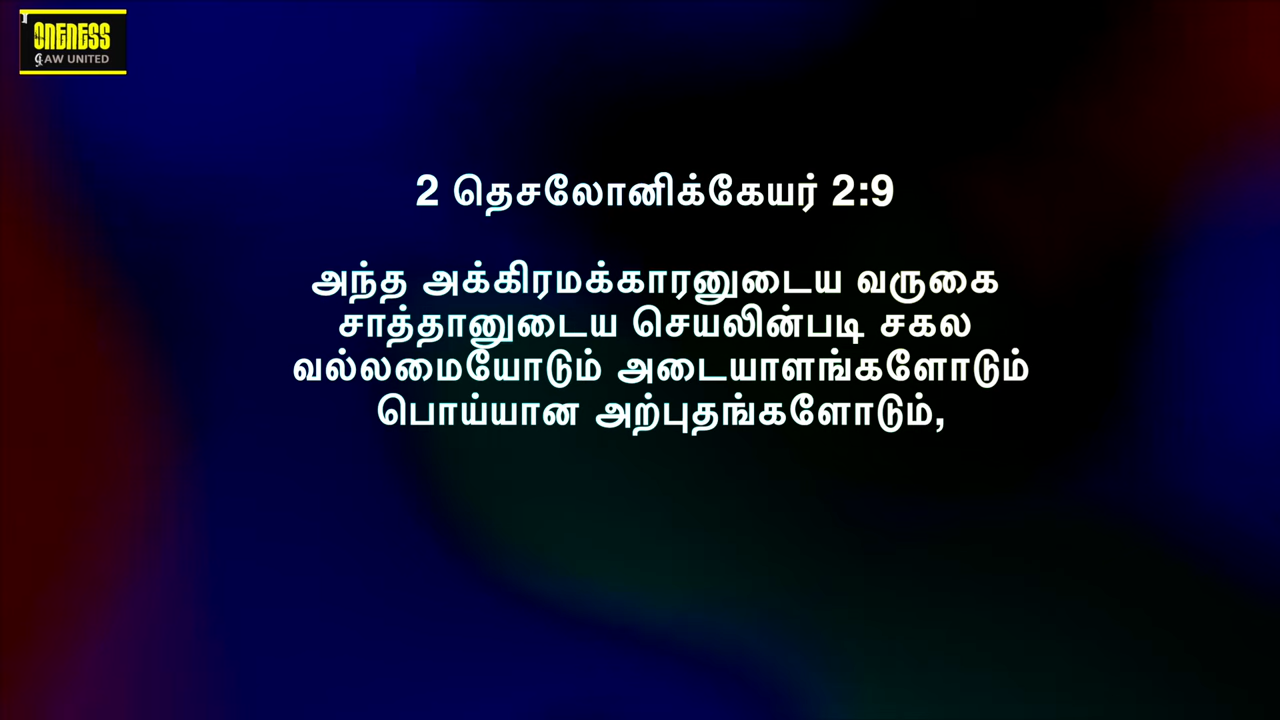 ONENESS
LAW UNITED
2 தெசலோனிக்கேயர் 2:9
அந்த அக்கிரமக்காரனுடைய வருகை
சாத்தானுடைய செயலின்படி சகல
வல்லமையோடும் அடையாளங்களோடும்
பொய்யான அற்புதங்களோடும்,